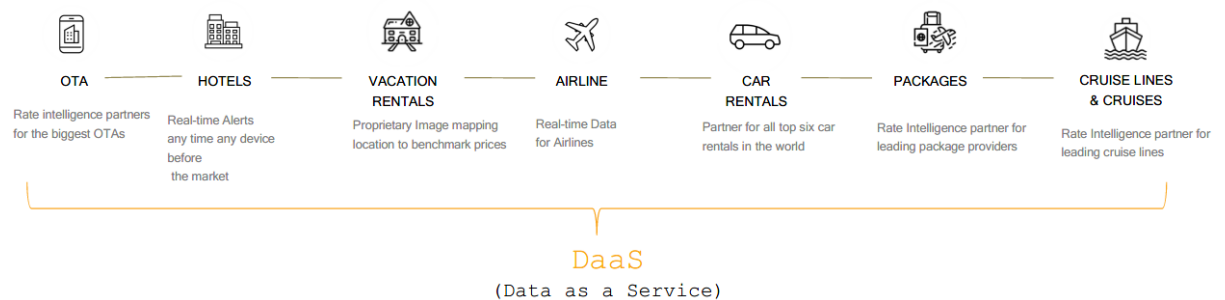 OTA
Rate intelligence partners
for the biggest OTAs
HOTELS
Real-time Alerts
any time any device
before
the market
VACATION
RENTALS
Proprietary Image mapping
location to benchmark prices
AIRLINE
Real-time Data
for Airlines
CAR
RENTALS
Partner for all top six car
rentals in the world
PACKAGES
Rate Intelligence partner for
leading package providers
CRUISE LINES
& CRUISES
Rate Intelligence partner for
leading cruise lines
DaaS
(Data as a Service)